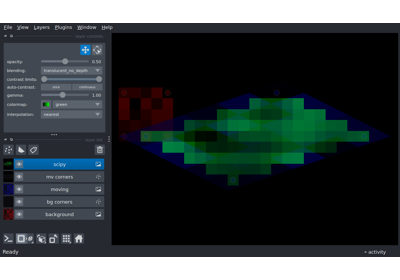 File View Layers Plugins Window Help
opacity: 0.50
blending: translucent_no_depth
contrast limits:
auto-contrast: once continuous
gamma: 1.00
colormap: green
interpolation: nearest
scipy
mv corners
moving
bg corners
background
Ready activity